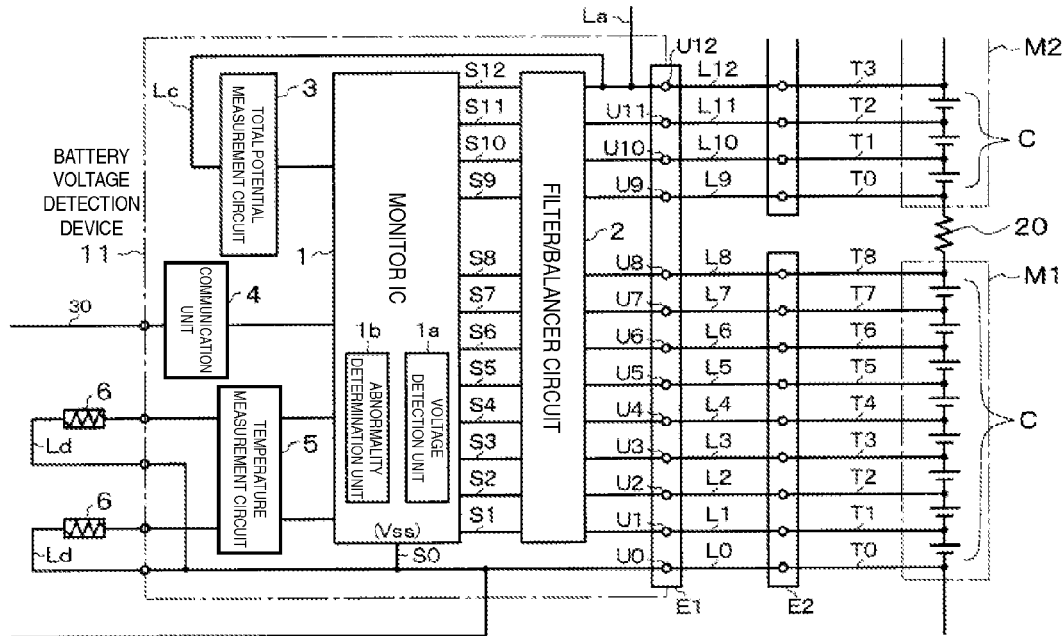 La
U12
M2
Lc
3
S12
L12
T3
TOTAL POTENTIAL
MEASUREMENT CIRCUIT
S11
U11
L11
T2
S10
U10
L10
T1
C
S9
U9
L9
T0
BATTERY
VOLTAGE
DETECTION
DEVICE
11
MONITOR IC
1
FILTER/BALANCER CIRCUIT
2
20
S8
U8
L8
T8
M1
COMMUNICATION
UNIT
4
30
S7
U7
L7
T7
S6
U6
L6
T6
1b
1a
ABNORMALITY
DETERMINATION UNIT
VOLTAGE
DETECTION UNIT
S5
U5
L5
T5
6
Ld
TEMPERATURE
MEASUREMENT CIRCUIT
5
S4
U4
L4
T4
C
S3
U3
L3
T3
S2
U2
L2
T2
6
Ld
(Vss)
S1
U1
L1
T1
S0
U0
L0
T0
E1
E2